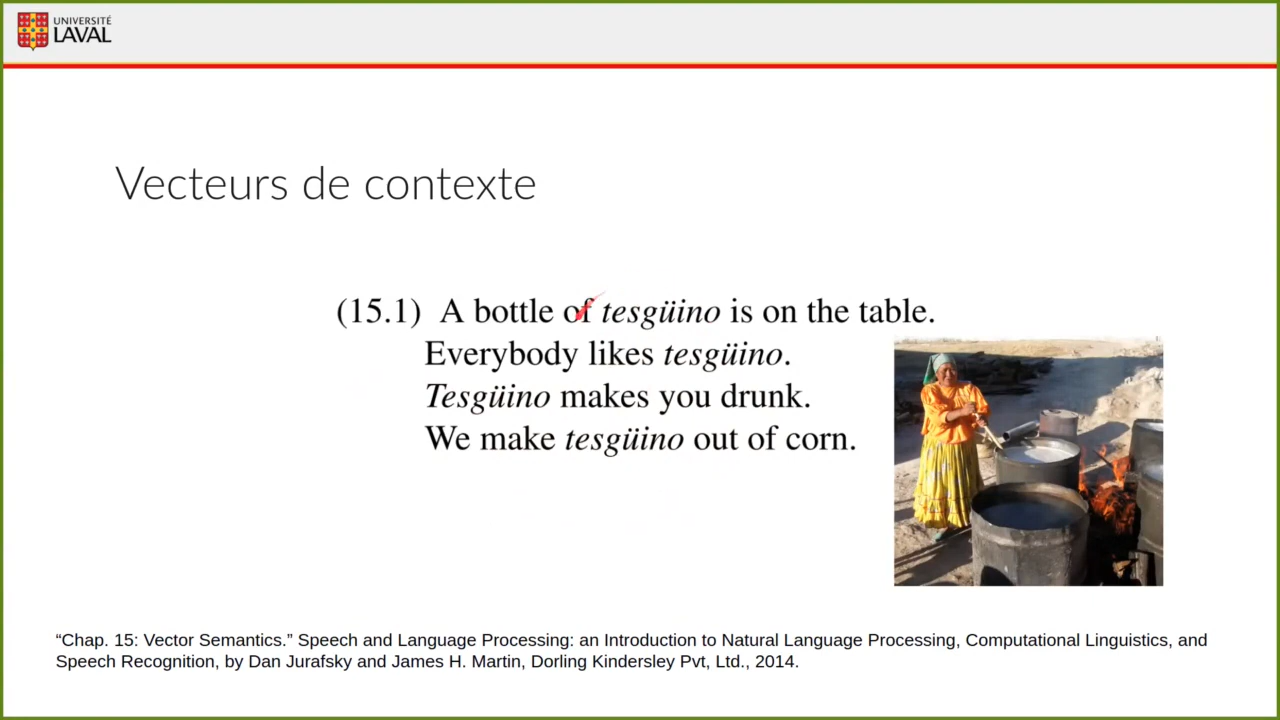 UNIVERSITÉ
LAVAL
Vecteurs de contexte
(15.1) A bottle of tesgüino is on the table.
Everybody likes tesgüino.
Tesgüino makes you drunk.
We make tesgüino out of corn.
“Chap. 15: Vector Semantics.” Speech and Language Processing: an Introduction to Natural Language Processing, Computational Linguistics, and
Speech Recognition, by Dan Jurafsky and James H. Martin, Dorling Kindersley Pvt, Ltd., 2014.